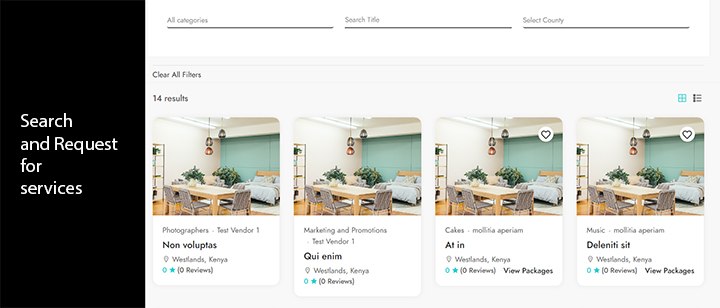 Search
and Request
for
services
All categories
Search Title
Select County
Clear All Filters
14 results
Photographers · Test Vendor 1
Non voluptas
Westlands, Kenya
0 ★ (0 Reviews)
Marketing and Promotions
· Test Vendor 1
Qui enim
Westlands, Kenya
0 ★ (0 Reviews)
Cakes · mollitia aperiam
At in
Westlands, Kenya
0 ★ (0 Reviews) View Packages
Music · mollitia aperiam
Deleniti sit
Westlands, Kenya
0 ★ (0 Reviews) View Packages